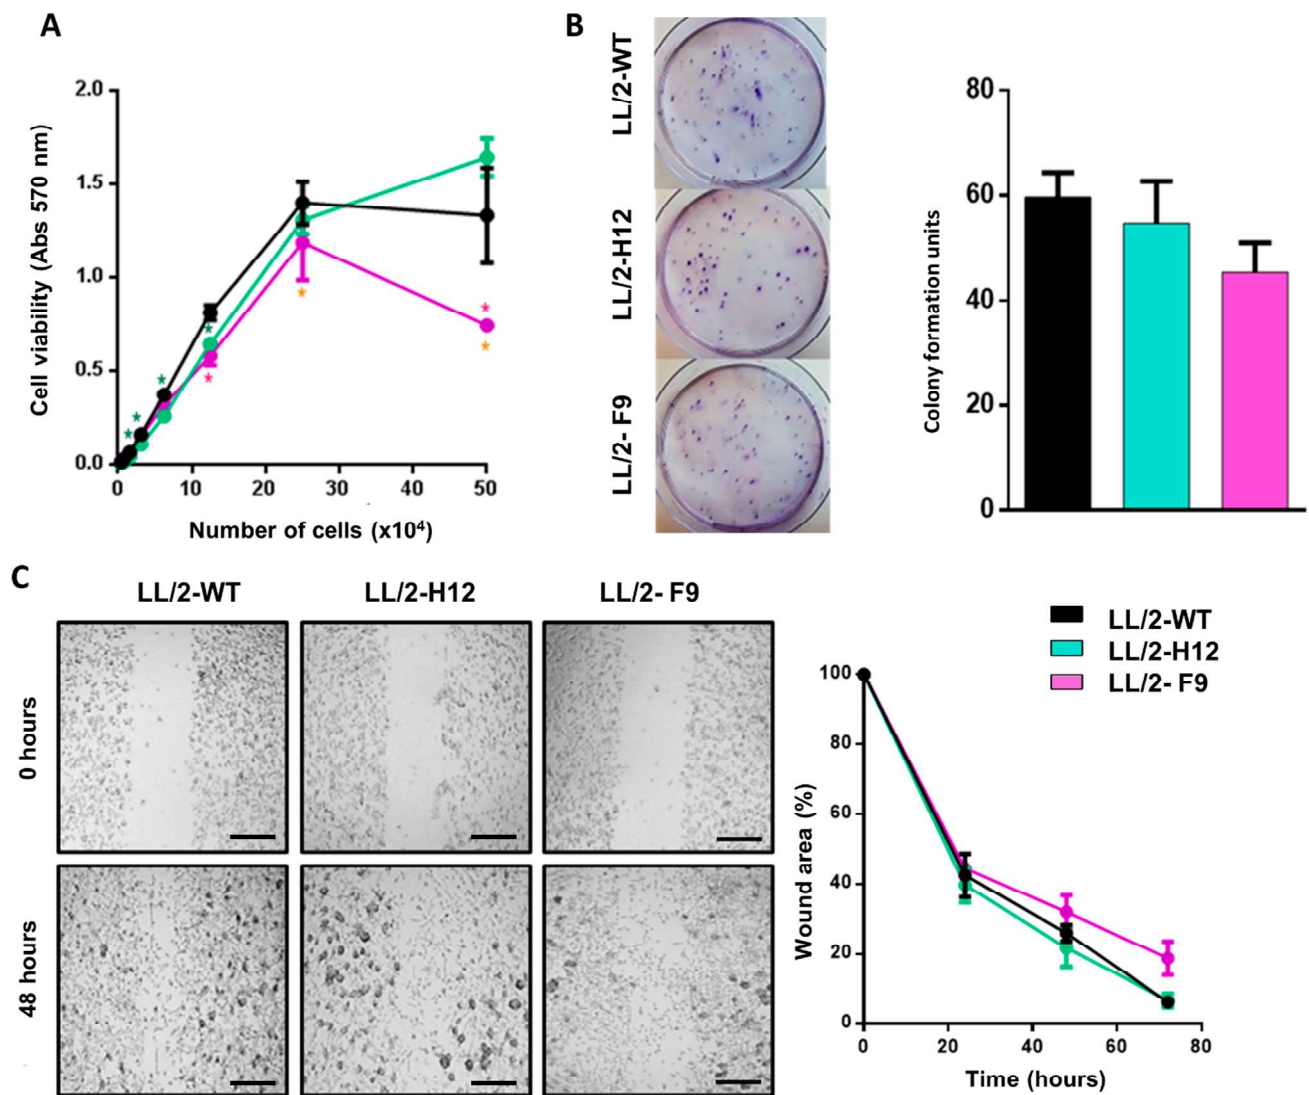 A
2.0
1.5
1.0
0.5
0.0
0 10 20 30 40 50
Cell viability (Abs 570 nm)
Number of cells (x10⁴)
B
LL/2-WT
LL/2-H12
LL/2- F9
80
60
40
20
0
Colony formation units
C
LL/2-WT LL/2-H12 LL/2- F9
0 hours
48 hours
LL/2-WT
LL/2-H12
LL/2- F9
100
80
60
40
20
0
0 20 40 60 80
Wound area (%)
Time (hours)